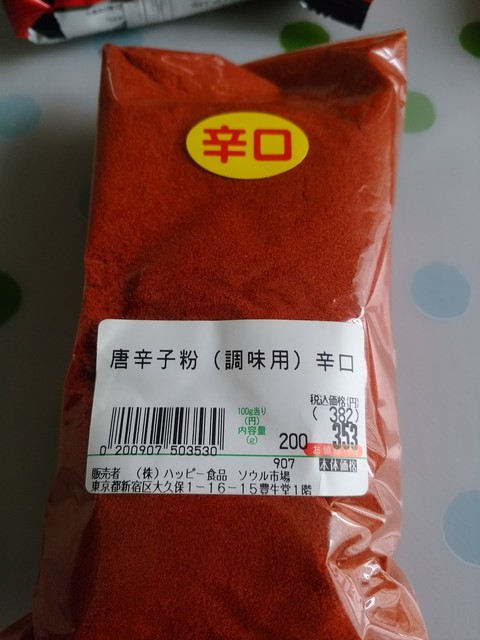 辛口
唐辛子粉（調味用）辛口
税込価格(円)
( 382)
100g当り
(円)
内容量
(g)
200
353
お値
907
本体価格
0 200907 503530
販売者 （株）ハッピー食品 ソウル市場
東京都新宿区大久保1-16-15豊生堂1階